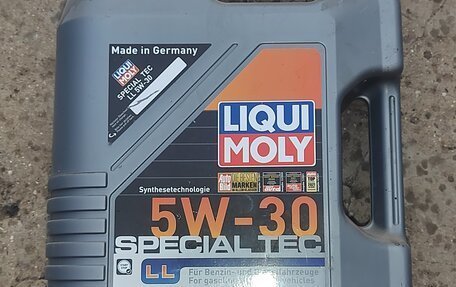 Made in Germany
LIQUI
MOLY
SPECIAL TEC
LL 5W-30
LIQUI
MOLY
Synthesetechnologie
5W-30
SPECIAL TEC
LL
Für Benzin- und
For